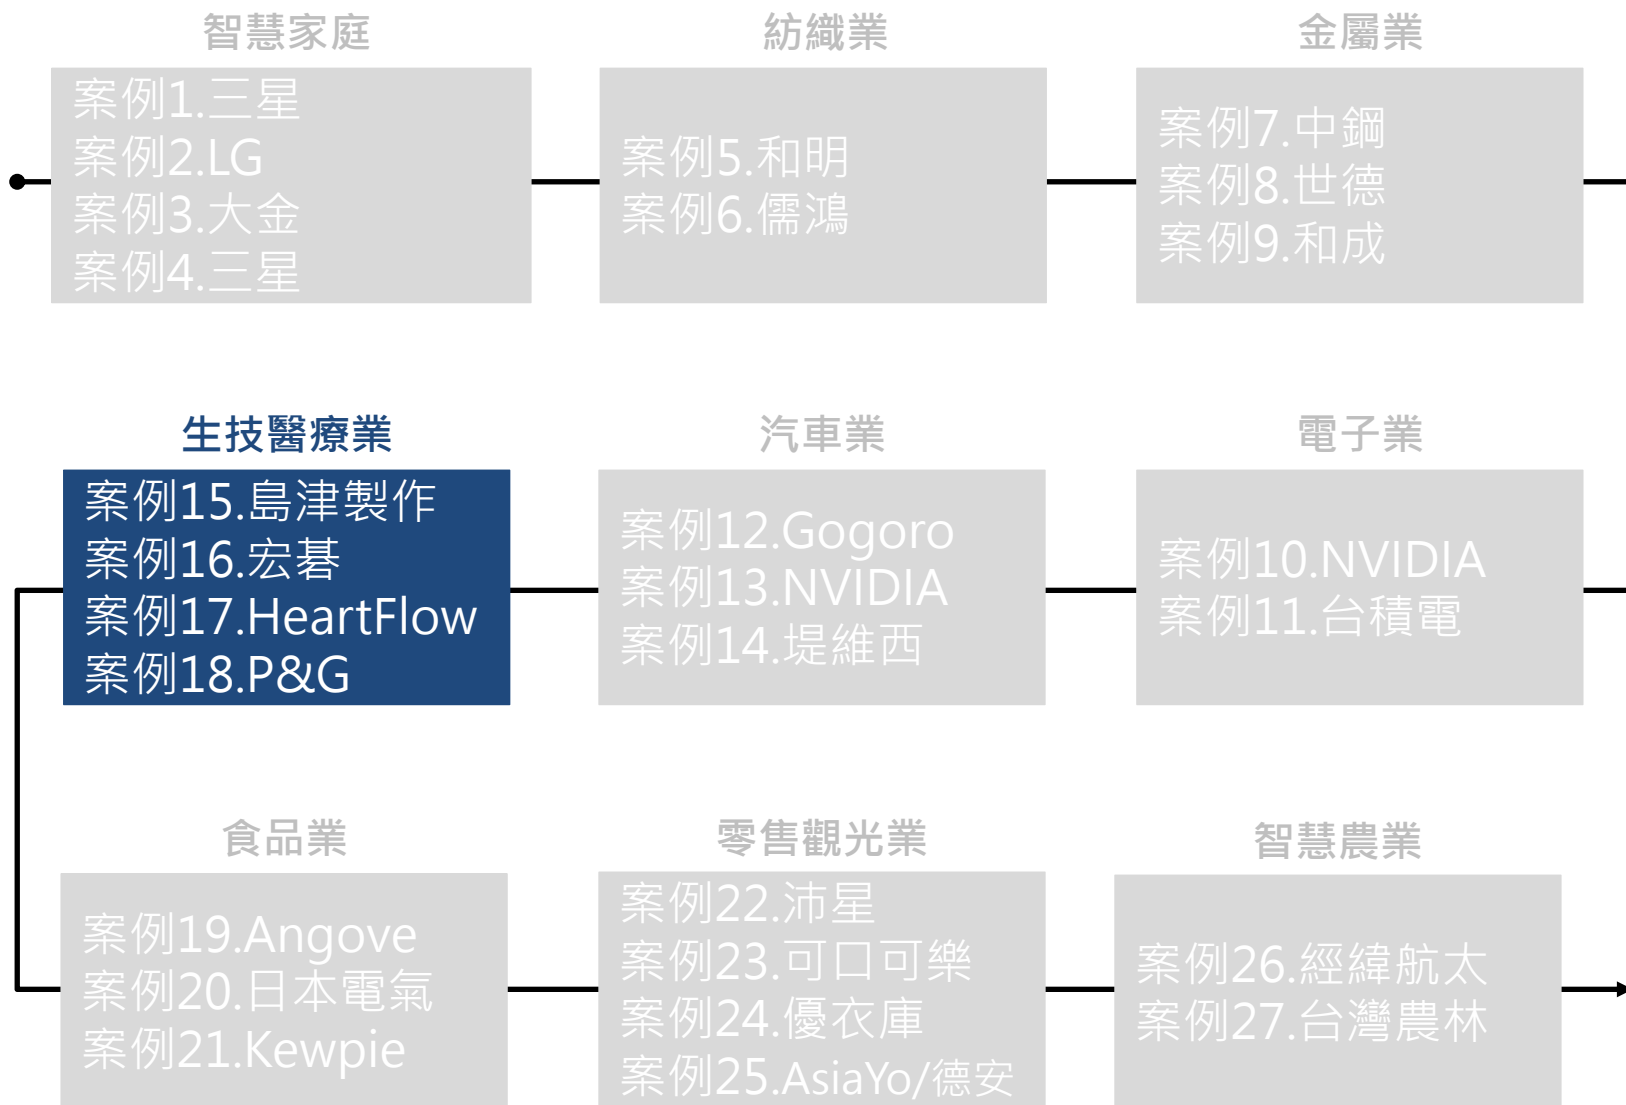 智慧家庭
案例1.三星
案例2.LG
案例3.大金
案例4.三星
紡織業
案例5.和明
案例6.儒鴻
金屬業
案例7.中鋼
案例8.世德
案例9.和成
生技醫療業
案例15.島津製作
案例16.宏碁
案例17.HeartFlow
案例18.P&G
汽車業
案例12.Gogoro
案例13.NVIDIA
案例14.堤維西
電子業
案例10.NVIDIA
案例11.台積電
食品業
案例19.Angove
案例20.日本電氣
案例21.Kewpie
零售觀光業
案例22.沛星
案例23.可口可樂
案例24.優衣庫
案例25.AsiaYo/德安
智慧農業
案例26.經緯航太
案例27.台灣農林